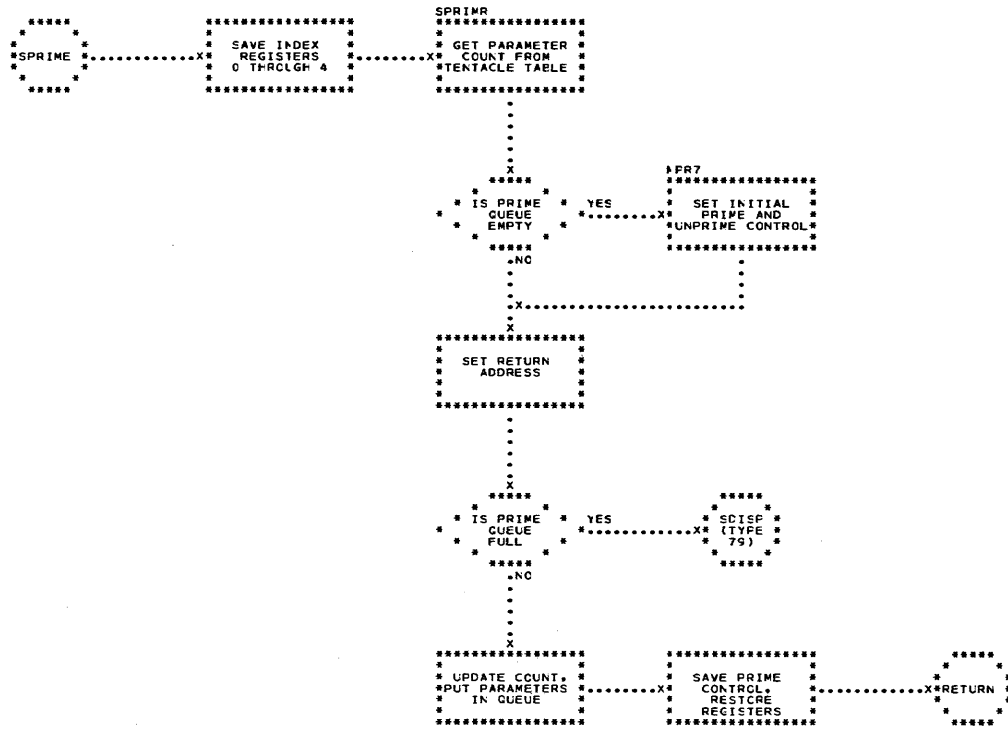 SPRIMR
SPRIME
SAVE INDEX
REGISTERS
0 THROUGH 4
GET PARAMETER
COUNT FROM
TENTACLE TABLE
IS PRIME
QUEUE
EMPTY
YES
PR7
SET INITIAL
PRIME AND
UNPRIME CONTROL
NO
SET RETURN
ADDRESS
IS PRIME
QUEUE
FULL
YES
SDISP
(TYPE
79)
NO
UPDATE COUNT,
PUT PARAMETERS
IN QUEUE
SAVE PRIME
CONTROL,
RESTORE
REGISTERS
RETURN